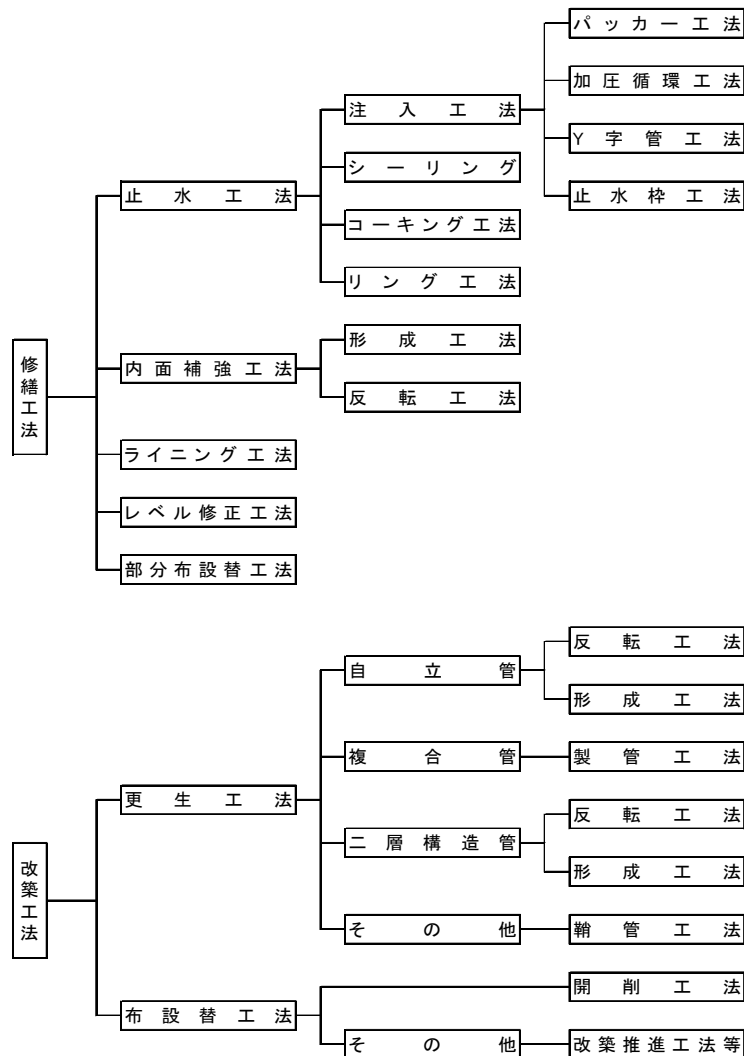 修繕工法
止水工法
注入工法
パッカー工法
加圧循環工法
Y字管工法
止水枠工法
シーリング
コーキング工法
リング工法
内面補強工法
形成工法
反転工法
ライニング工法
レベル修正工法
部分布設替工法
改築工法
更生工法
自立管
反転工法
形成工法
複合管
製管工法
二層構造管
反転工法
形成工法
その他
鞘管工法
布設替工法
開削工法
その他
改築推進工法等